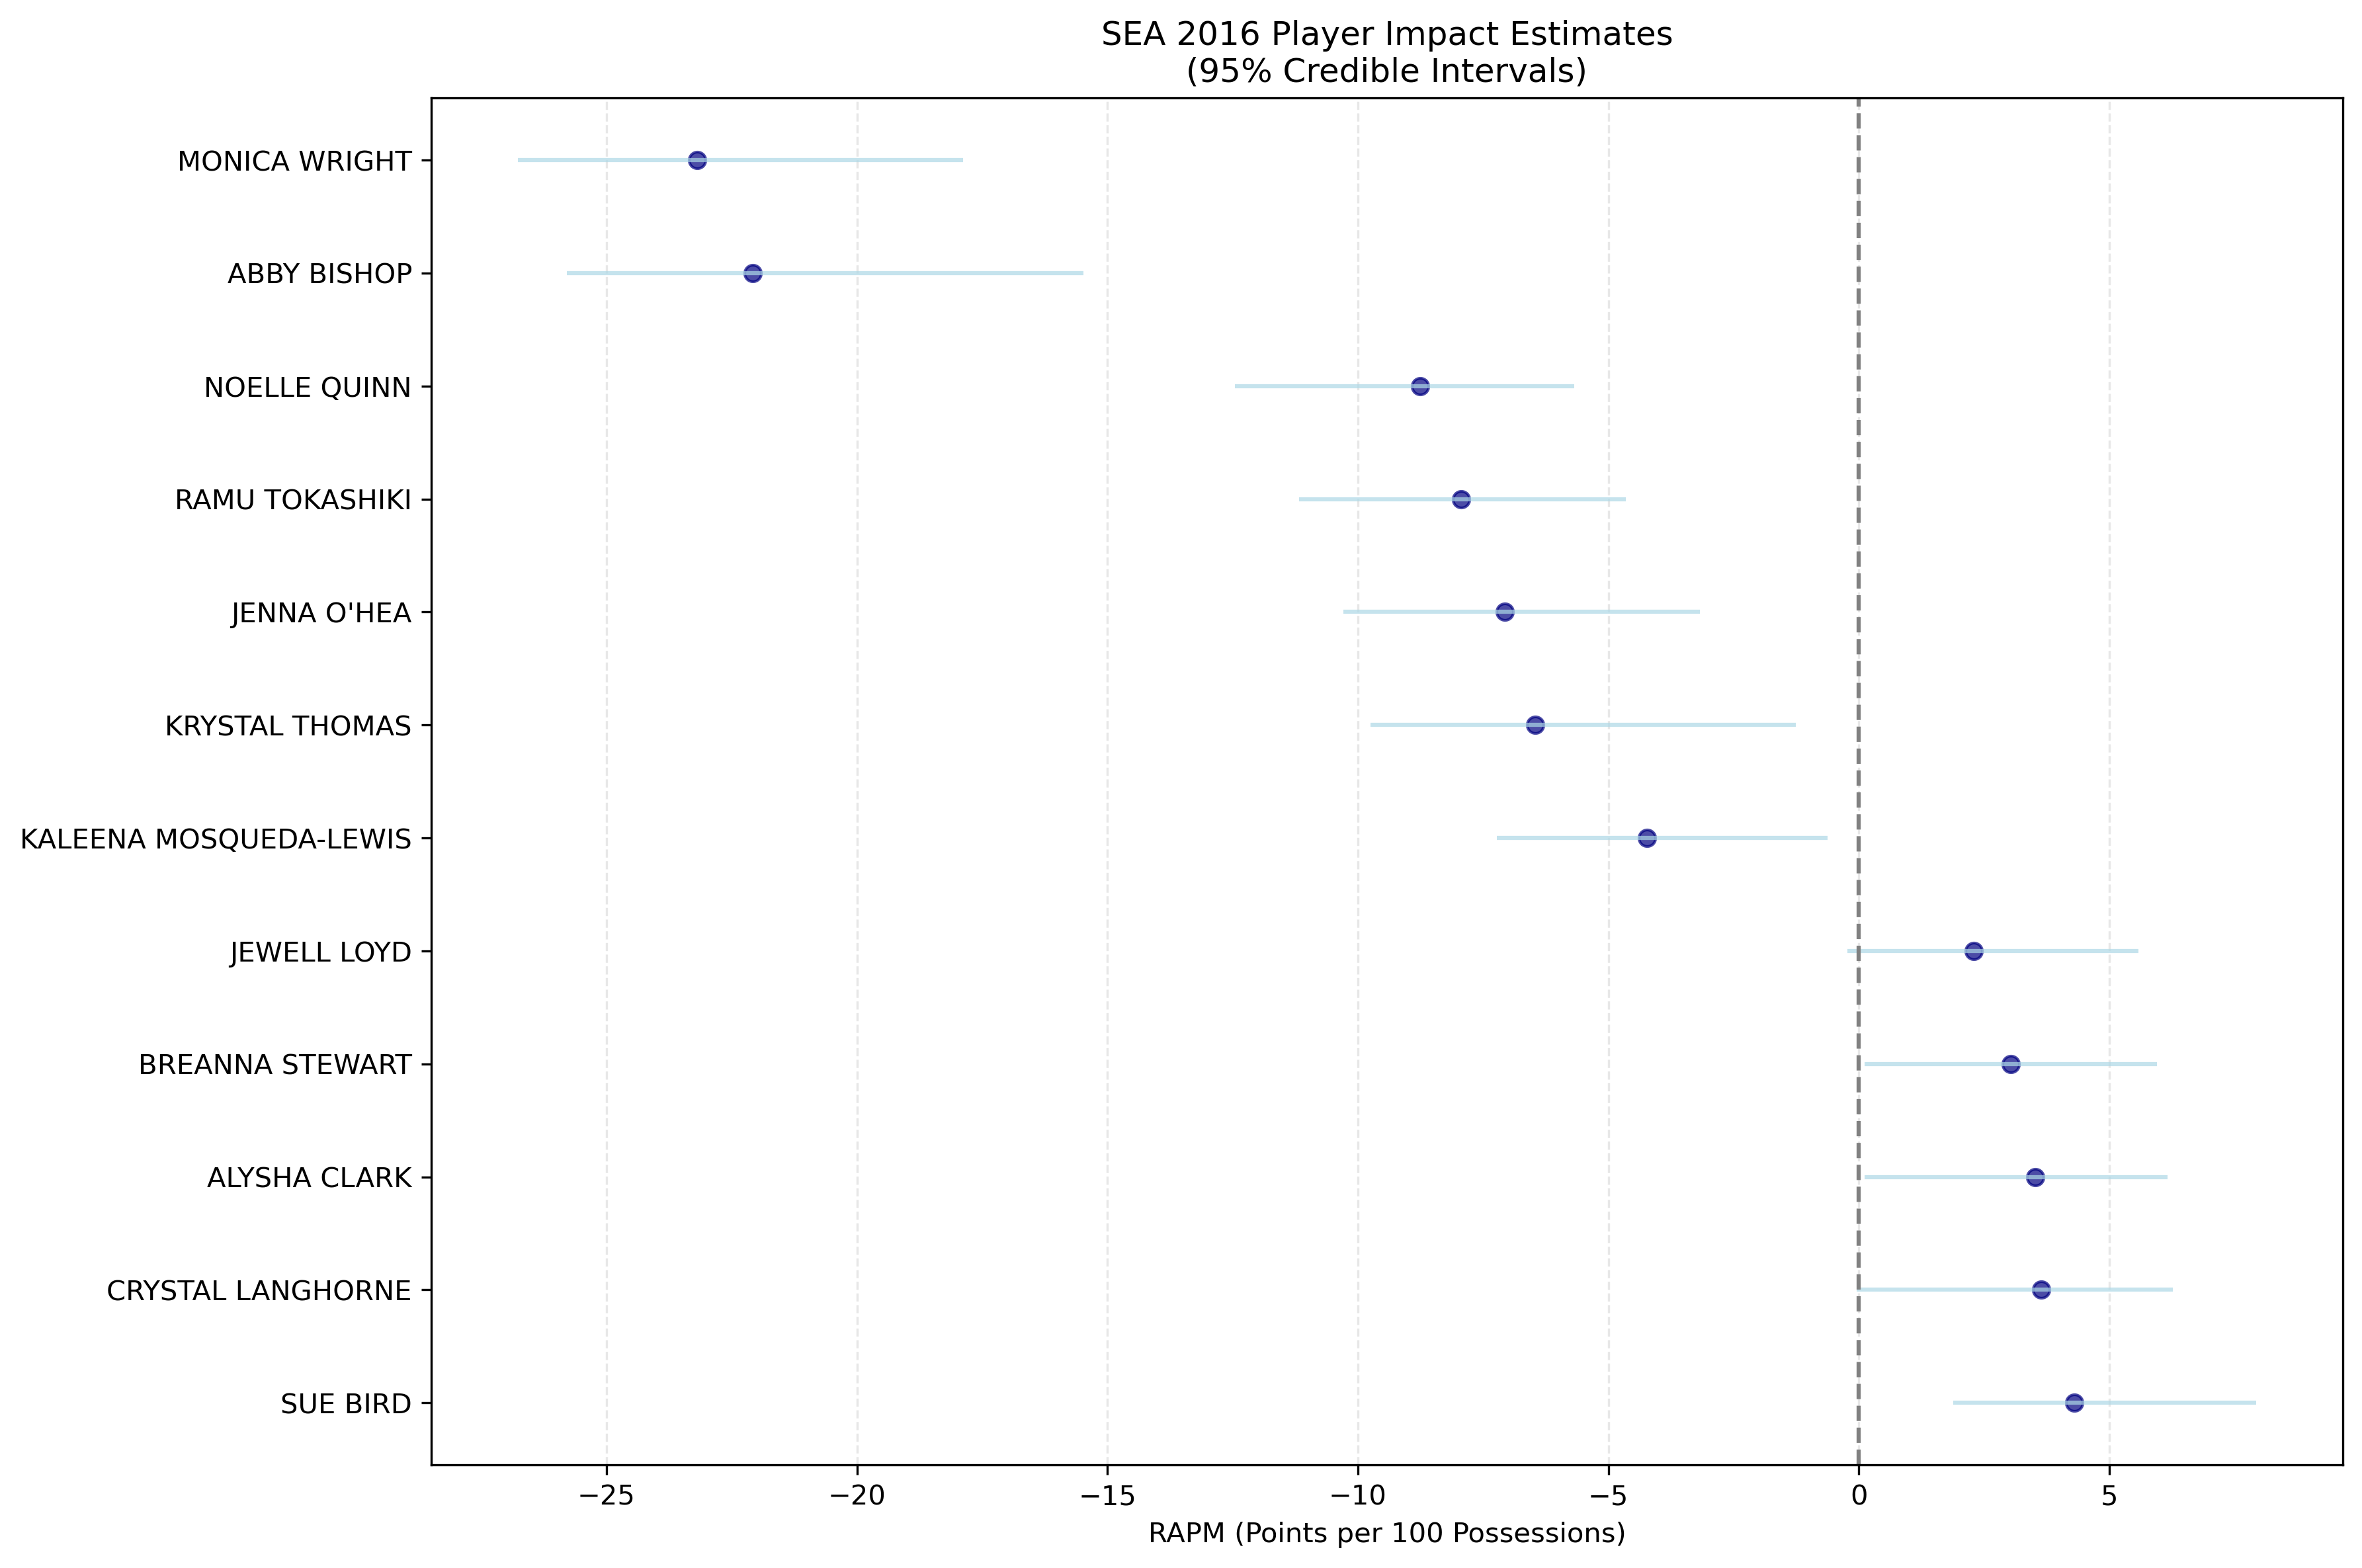 SEA 2016 Player Impact Estimates
(95% Credible Intervals)
MONICA WRIGHT
ABBY BISHOP
NOELLE QUINN
RAMU TOKASHIKI
JENNA O'HEA
KRYSTAL THOMAS
KALEENA MOSQUEDA-LEWIS
JEWELL LOYD
BREANNA STEWART
ALYSHA CLARK
CRYSTAL LANGHORNE
SUE BIRD
−25 −20 −15 −10 −5 0 5
RAPM (Points per 100 Possessions)